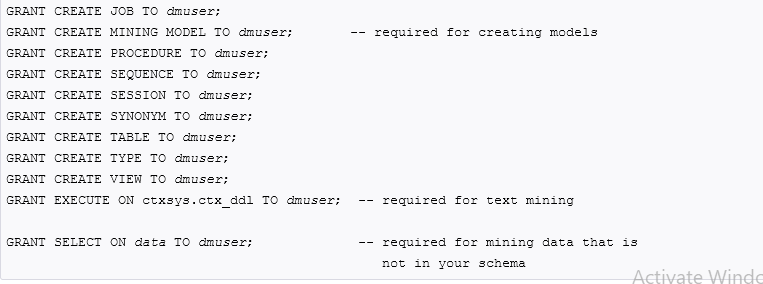 GRANT CREATE JOB TO dmuser;
GRANT CREATE MINING MODEL TO dmuser;       -- required for creating models
GRANT CREATE PROCEDURE TO dmuser;
GRANT CREATE SEQUENCE TO dmuser;
GRANT CREATE SESSION TO dmuser;
GRANT CREATE SYNONYM TO dmuser;
GRANT CREATE TABLE TO dmuser;
GRANT CREATE TYPE TO dmuser;
GRANT CREATE VIEW TO dmuser;
GRANT EXECUTE ON ctxsys.ctx_ddl TO dmuser;  -- required for text mining
GRANT SELECT ON data TO dmuser;             -- required for mining data that is
not in your schema
Activate Windo